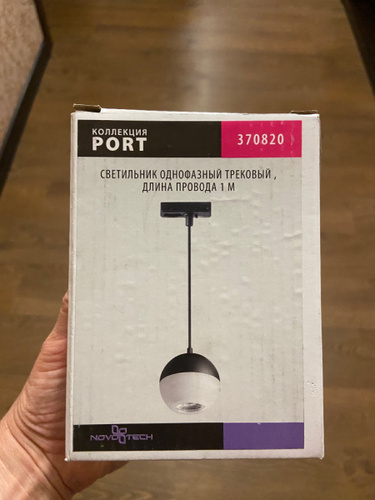 КОЛЛЕКЦИЯ
PORT
370820
СВЕТИЛЬНИК ОДНОФАЗНЫЙ ТРЕКОВЫЙ ,
ДЛИНА ПРОВОДА 1 М
NOVOTECH